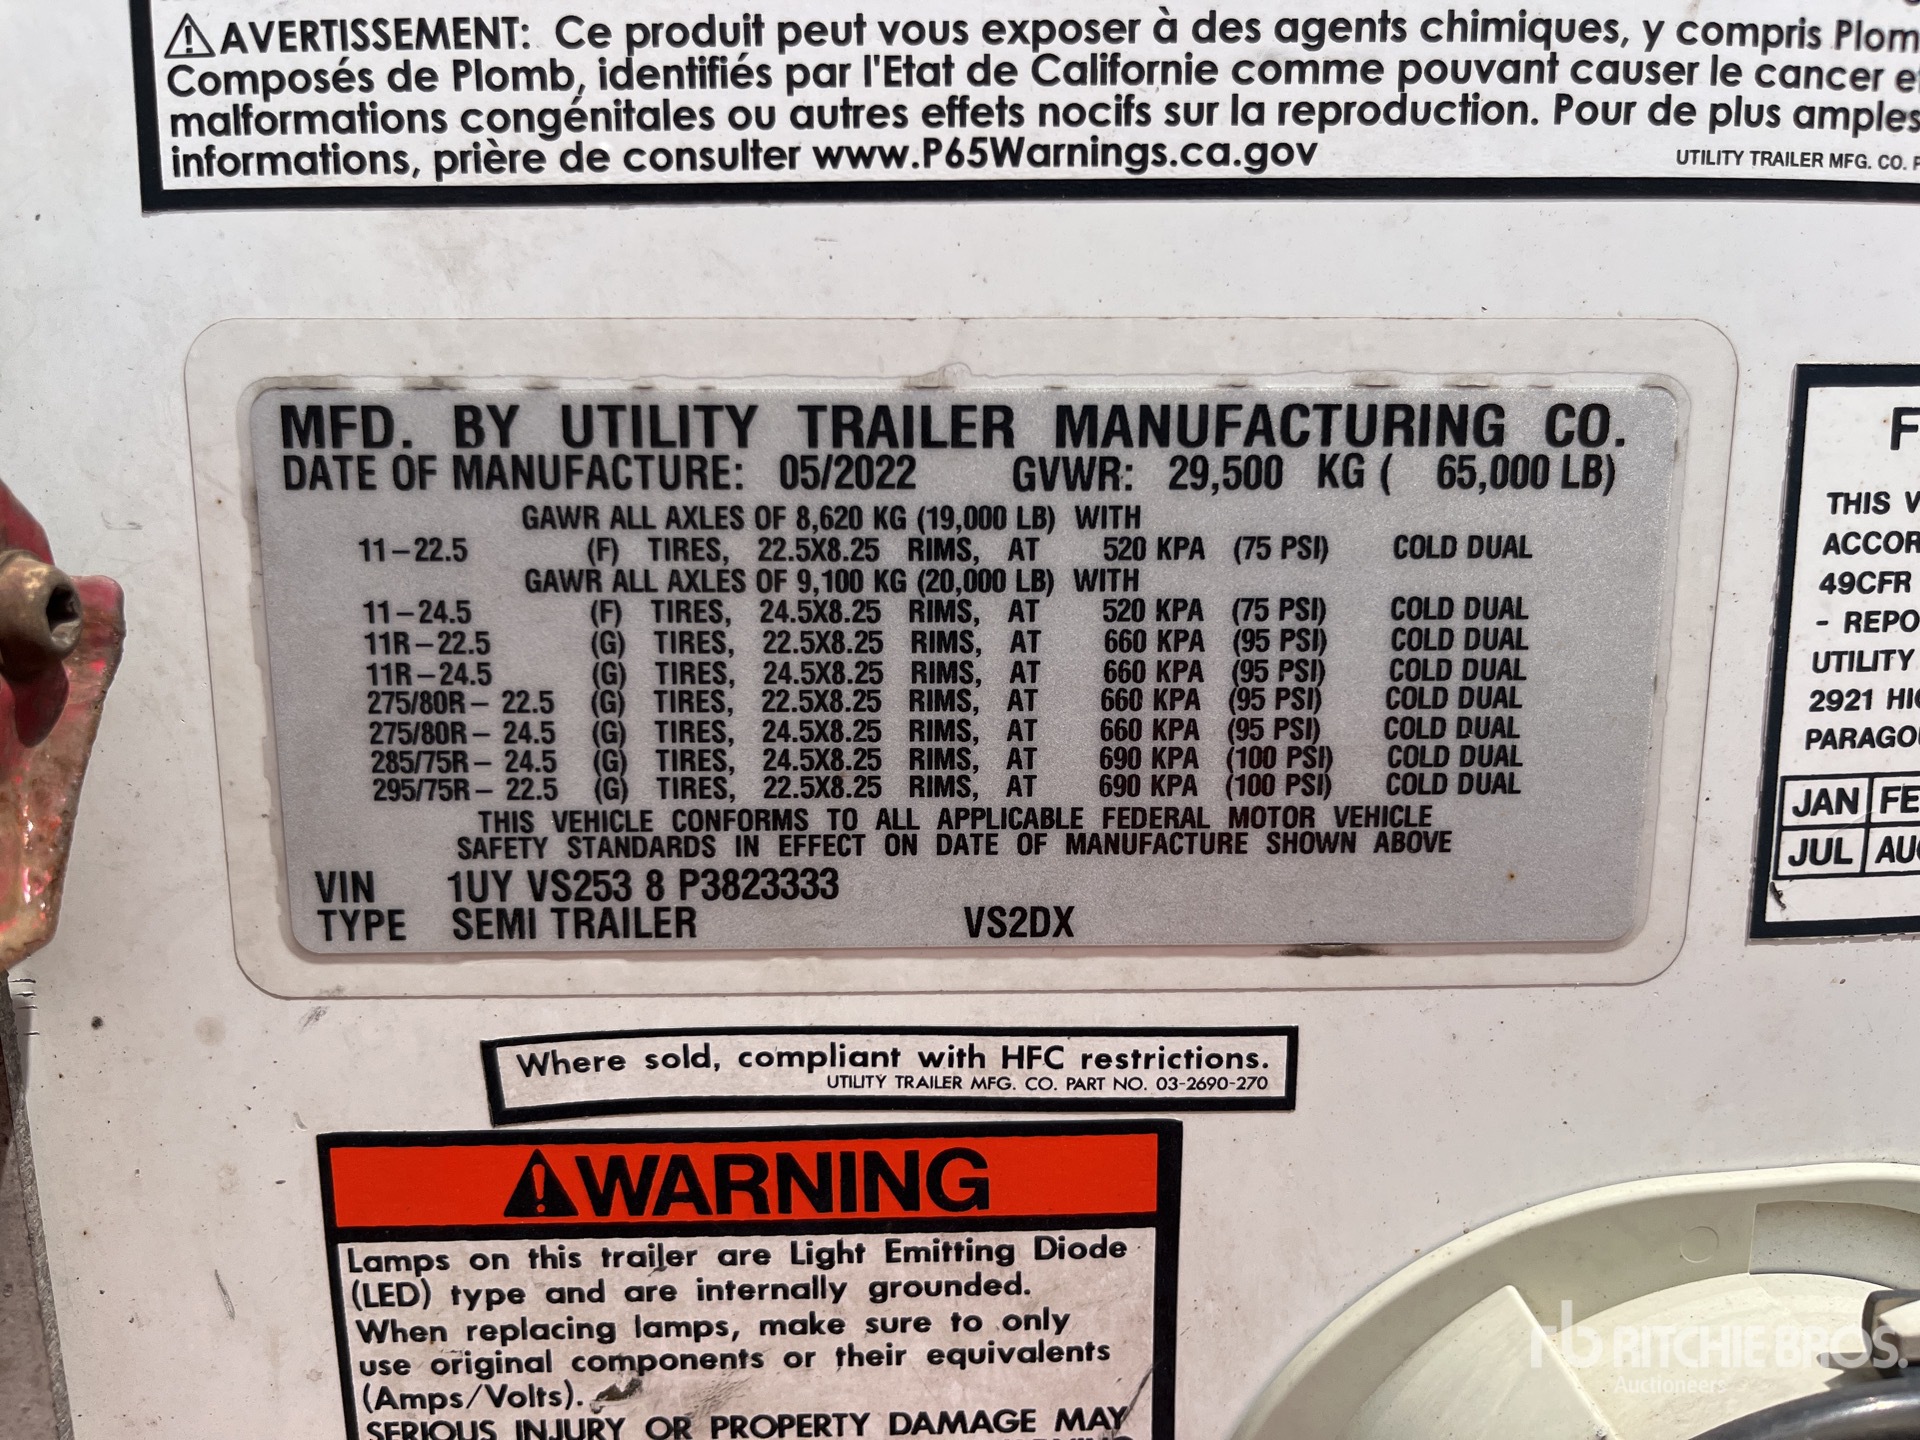 ⚠AVERTISSEMENT: Ce produit peut vous exposer à des agents chimiques, y compris Plom
Composés de Plomb, identifiés par l'Etat de Californie comme pouvant causer le cancer et
malformations congénitales ou autres effets nocifs sur la reproduction. Pour de plus amples
informations, prière de consulter www.P65Warnings.ca.gov
UTILITY TRAILER MFG. CO. P
MFD. BY UTILITY TRAILER MANUFACTURING CO.
DATE OF MANUFACTURE: 05/2022 GVWR: 29,500 KG ( 65,000 LB)
GAWR ALL AXLES OF 8,620 KG (19,000 LB) WITH
11-22.5 (F) TIRES, 22.5X8.25 RIMS, AT 520 KPA (75 PSI) COLD DUAL
GAWR ALL AXLES OF 9,100 KG (20,000 LB) WITH
11-24.5 (F) TIRES, 24.5X8.25 RIMS, AT 520 KPA (75 PSI) COLD DUAL
11R-22.5 (G) TIRES, 22.5X8.25 RIMS, AT 660 KPA (95 PSI) COLD DUAL
11R-24.5 (G) TIRES, 24.5X8.25 RIMS, AT 660 KPA (95 PSI) COLD DUAL
275/80R- 22.5 (G) TIRES, 22.5X8.25 RIMS, AT 660 KPA (95 PSI) COLD DUAL
275/80R- 24.5 (G) TIRES, 24.5X8.25 RIMS, AT 660 KPA (95 PSI) COLD DUAL
285/75R- 24.5 (G) TIRES, 24.5X8.25 RIMS, AT 690 KPA (100 PSI) COLD DUAL
295/75R- 22.5 (G) TIRES, 22.5X8.25 RIMS, AT 690 KPA (100 PSI) COLD DUAL
THIS VEHICLE CONFORMS TO ALL APPLICABLE FEDERAL MOTOR VEHICLE
SAFETY STANDARDS IN EFFECT ON DATE OF MANUFACTURE SHOWN ABOVE
VIN 1UY VS253 8 P3823333
TYPE SEMI TRAILER VS2DX
F
THIS V
ACCOR
49CFR
- REPO
UTILITY
2921 HIG
PARAGOU
JAN FE
JUL AUG
Where sold, compliant with HFC restrictions.
UTILITY TRAILER MFG. CO. PART NO. 03-2690-270
⚠WARNING
Lamps on this trailer are Light Emitting Diode
(LED) type and are internally grounded.
When replacing lamps, make sure to only
use original components or their equivalents
(Amps/Volts).
SERIOUS INJURY OR PROPERTY DAMAGE MAY
rb RITCHIE BROS.
Auctioneers